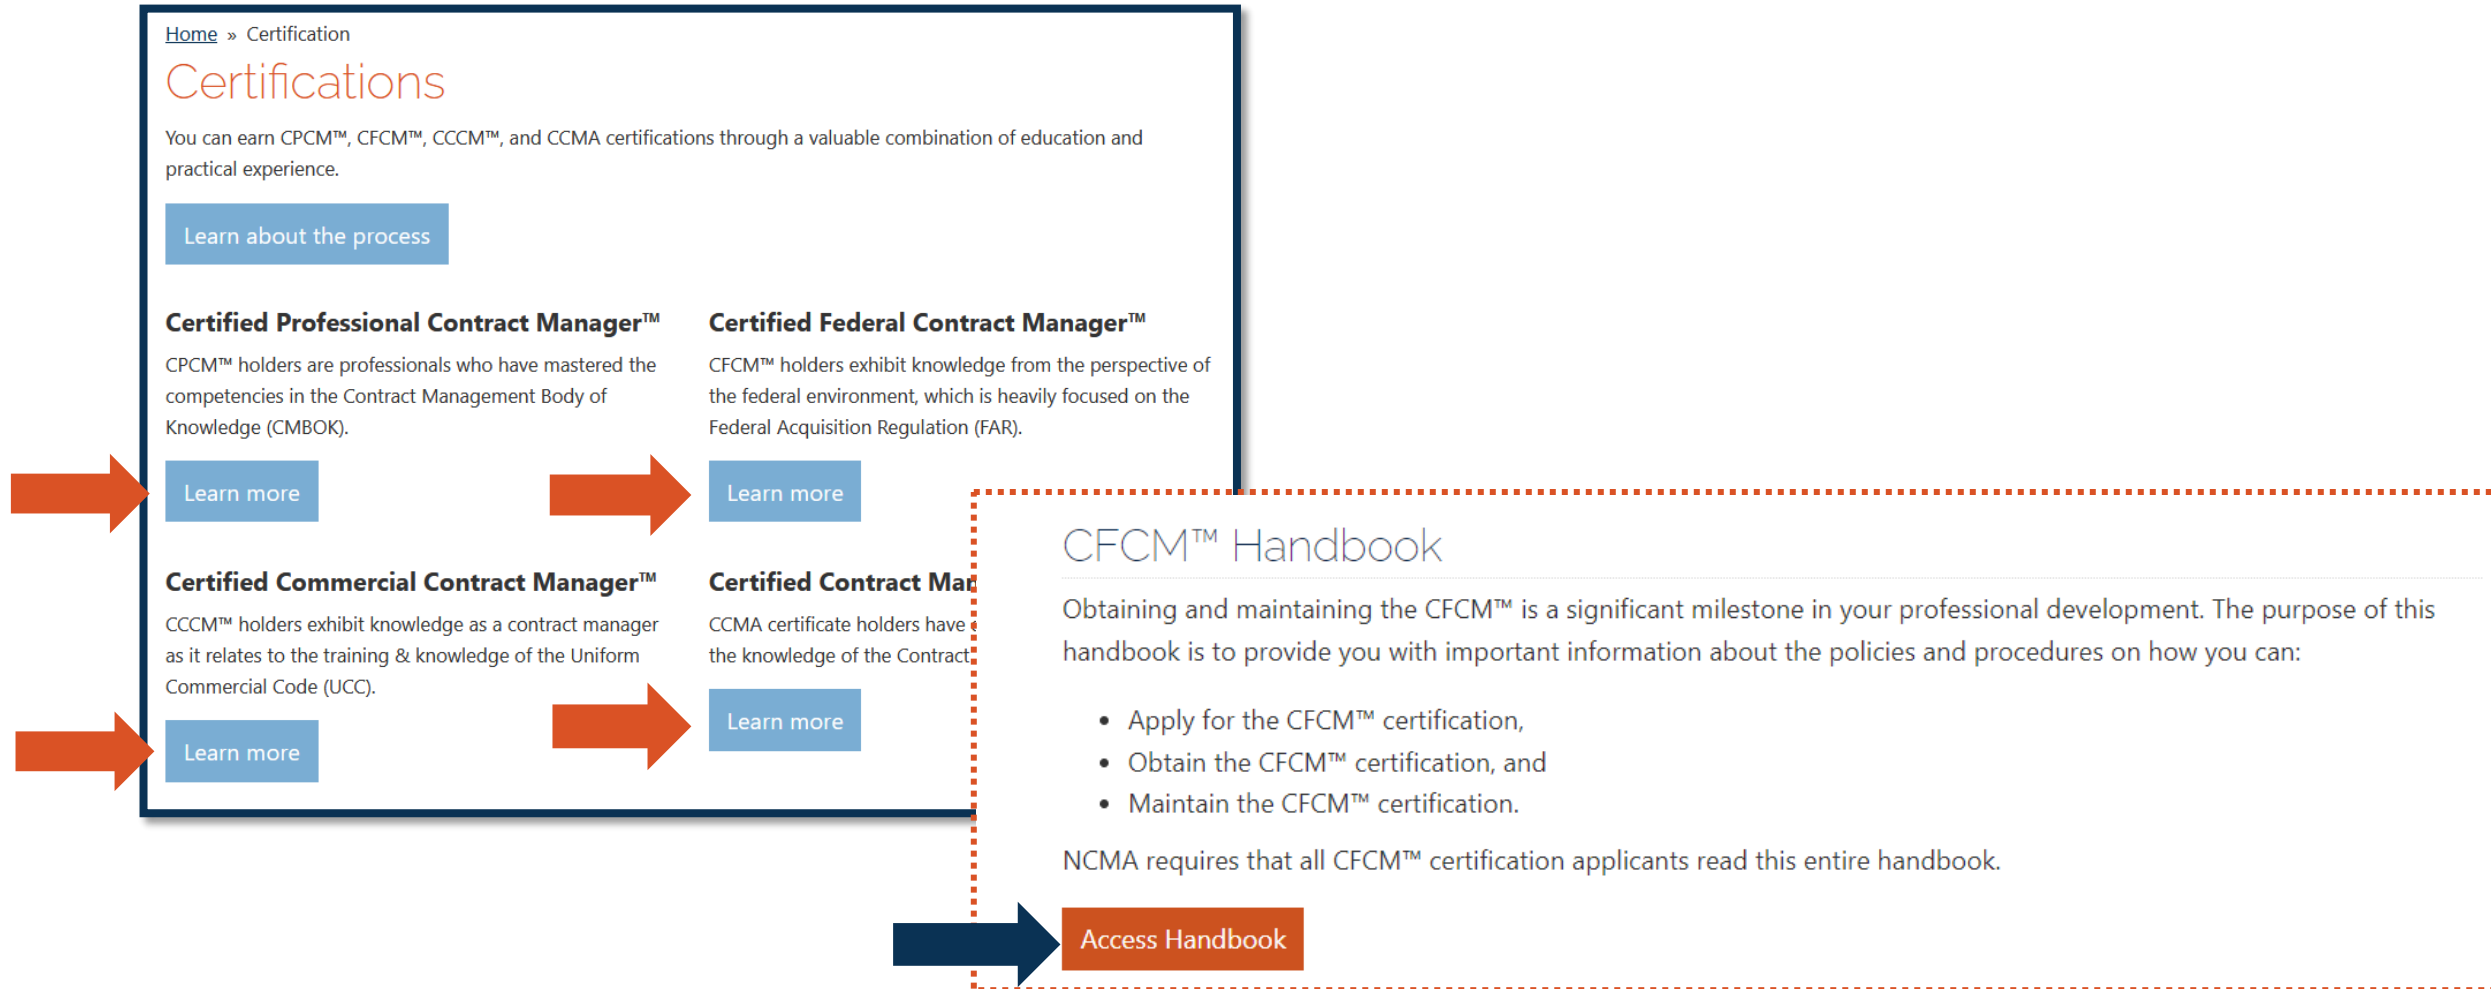 Home » Certification
Certifications
You can earn CPCM™, CFCM™, CCCM™, and CCMA certifications through a valuable combination of education and
practical experience.
Learn about the process
Certified Professional Contract Manager™
CPCM™ holders are professionals who have mastered the
competencies in the Contract Management Body of
Knowledge (CMBOK).
Learn more
Certified Federal Contract Manager™
CFCM™ holders exhibit knowledge from the perspective of
the federal environment, which is heavily focused on the
Federal Acquisition Regulation (FAR).
Learn more
Certified Commercial Contract Manager™
CCCM™ holders exhibit knowledge as a contract manager
as it relates to the training & knowledge of the Uniform
Commercial Code (UCC).
Learn more
Certified Contract Mar
CCMA certificate holders have
the knowledge of the Contract
Learn more
CFCM™ Handbook
Obtaining and maintaining the CFCM™ is a significant milestone in your professional development. The purpose of this
handbook is to provide you with important information about the policies and procedures on how you can:
• Apply for the CFCM™ certification,
• Obtain the CFCM™ certification, and
• Maintain the CFCM™ certification.
NCMA requires that all CFCM™ certification applicants read this entire handbook.
Access Handbook